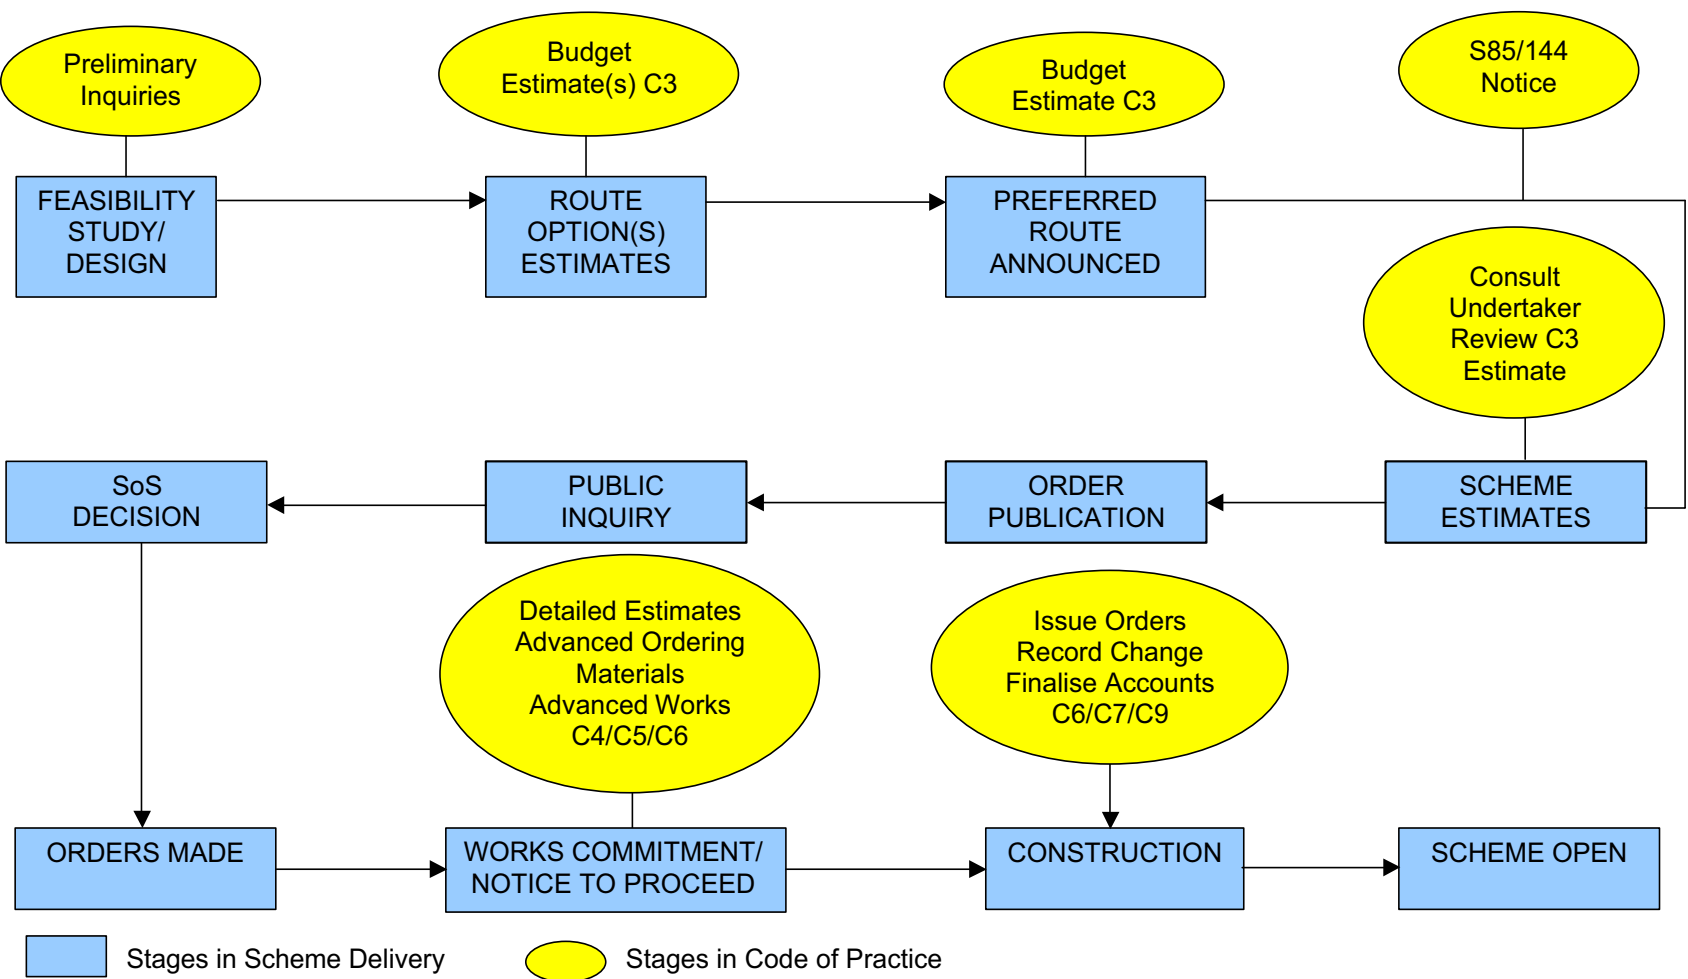 Preliminary
Inquiries
Budget
Estimate(s) C3
Budget
Estimate C3
S85/144
Notice
FEASIBILITY
STUDY/
DESIGN
ROUTE
OPTION(S)
ESTIMATES
PREFERRED
ROUTE
ANNOUNCED
Consult
Undertaker
Review C3
Estimate
SoS
DECISION
PUBLIC
INQUIRY
ORDER
PUBLICATION
SCHEME
ESTIMATES
Detailed Estimates
Advanced Ordering
Materials
Advanced Works
C4/C5/C6
Issue Orders
Record Change
Finalise Accounts
C6/C7/C9
ORDERS MADE
WORKS COMMITMENT/
NOTICE TO PROCEED
CONSTRUCTION
SCHEME OPEN
Stages in Scheme Delivery
Stages in Code of Practice